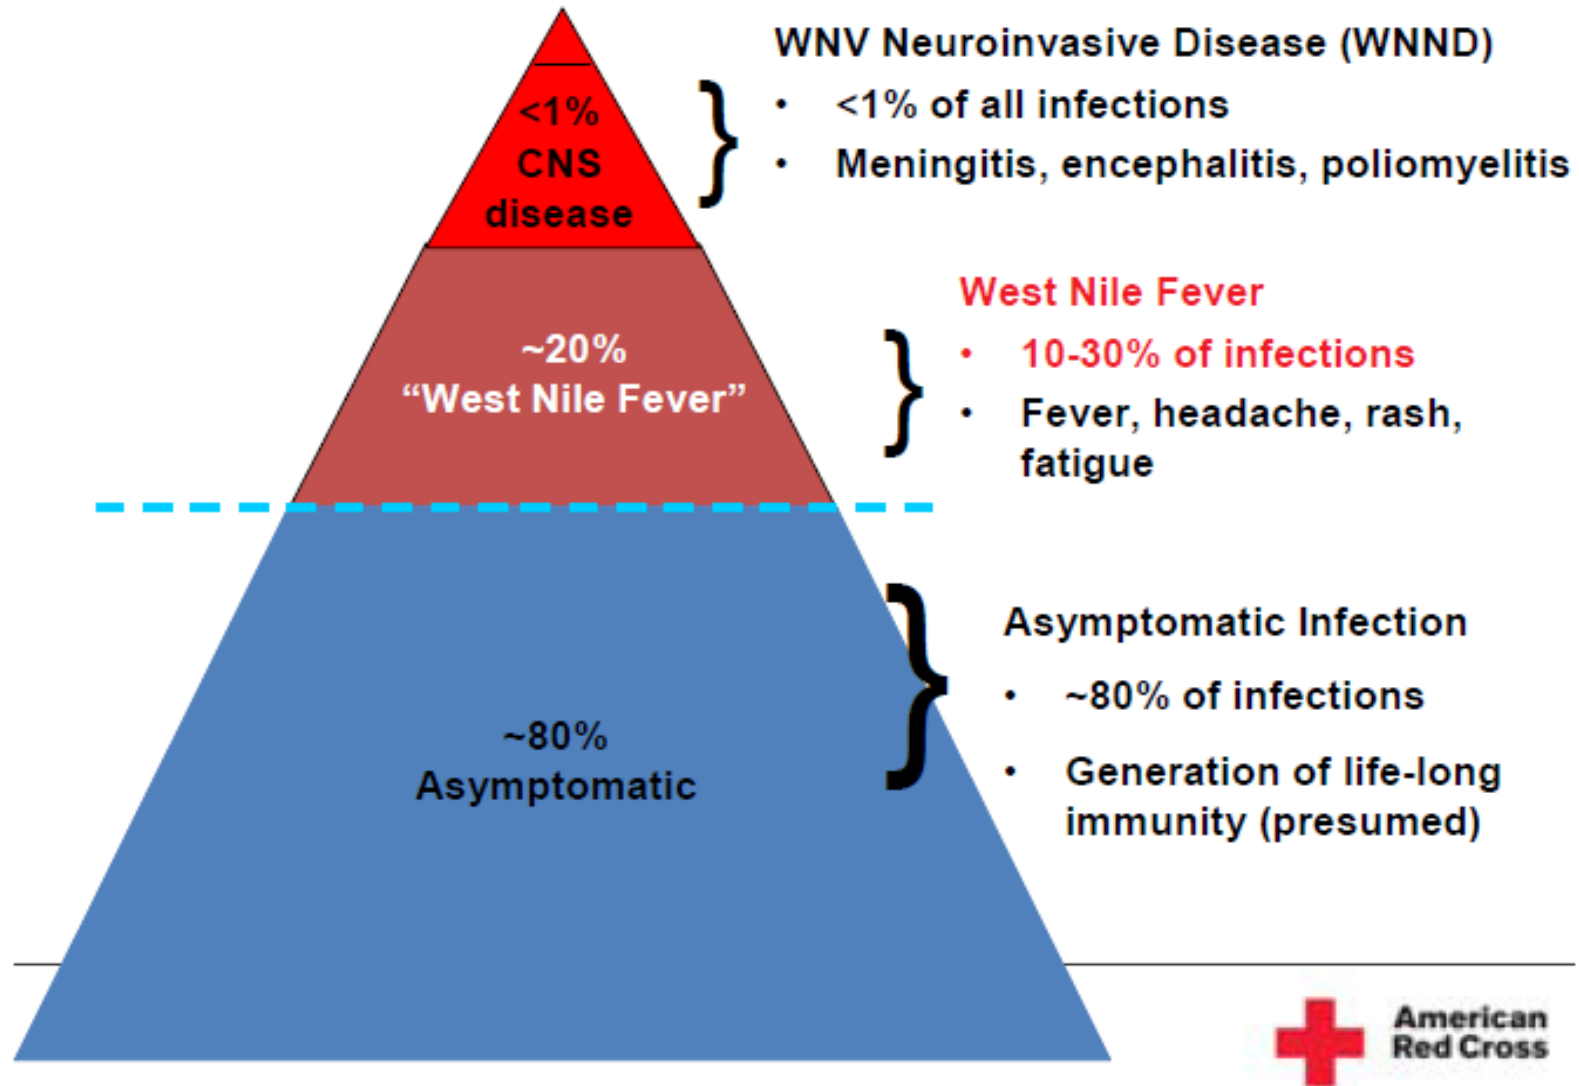 WNV Neuroinvasive Disease (WNND)
• <1% of all infections
• Meningitis, encephalitis, poliomyelitis
<1%
CNS
disease
West Nile Fever
• 10-30% of infections
• Fever, headache, rash,
fatigue
~20%
“West Nile Fever”
Asymptomatic Infection
• ~80% of infections
• Generation of life-long
immunity (presumed)
~80%
Asymptomatic
American
Red Cross